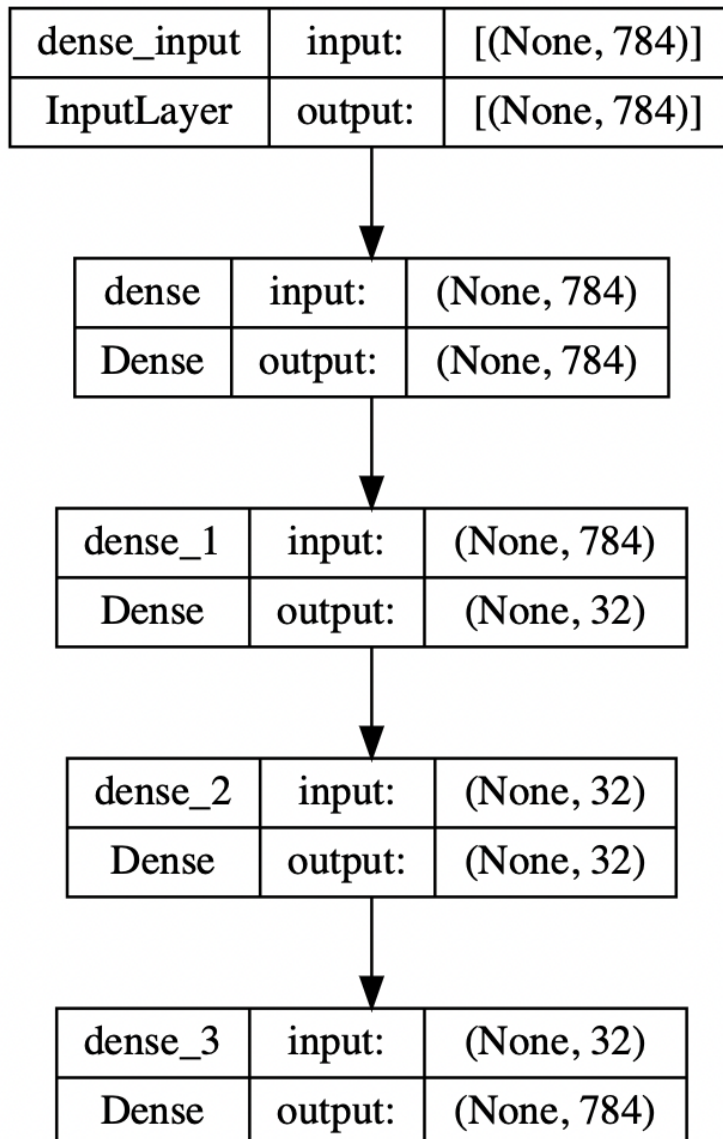 dense_input input: [(None, 784)]
InputLayer output: [(None, 784)]
dense input: (None, 784)
Dense output: (None, 784)
dense_1 input: (None, 784)
Dense output: (None, 32)
dense_2 input: (None, 32)
Dense output: (None, 32)
dense_3 input: (None, 32)
Dense output: (None, 784)